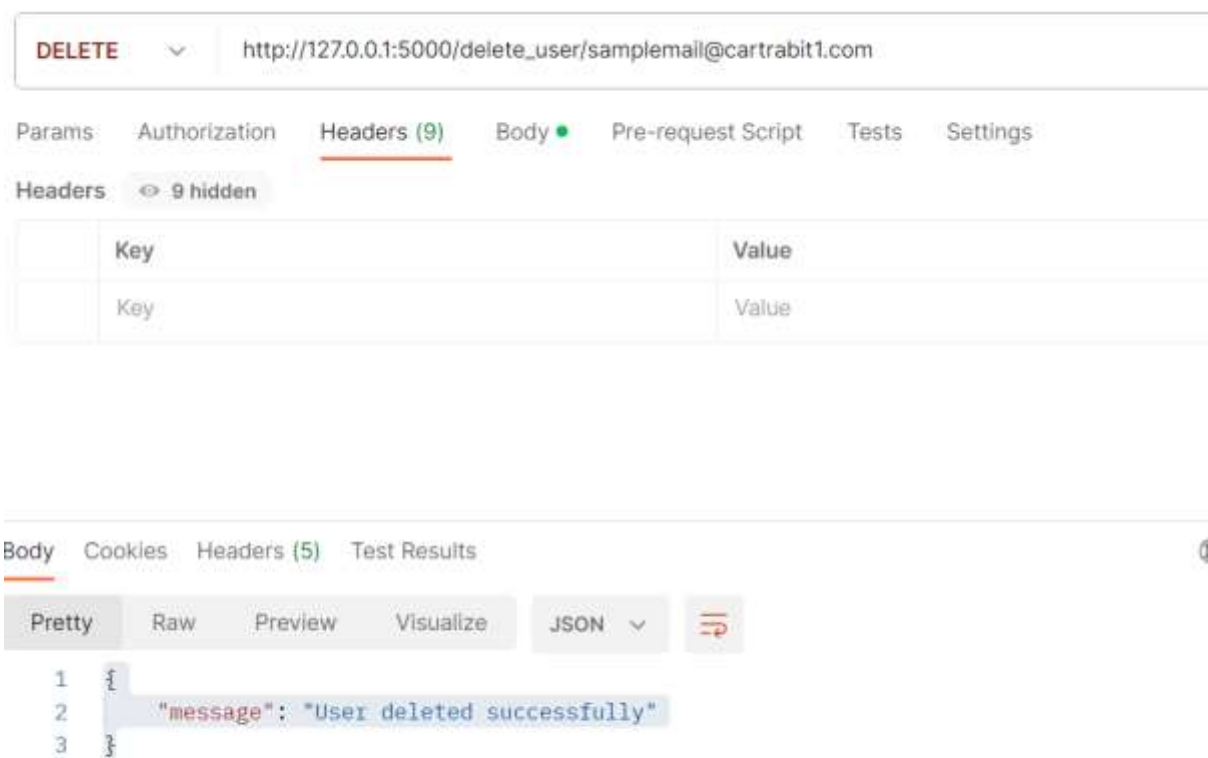 DELETE http://127.0.0.1:5000/delete_user/samplemail@cartrabit1.com
Params Authorization Headers (9) Body Pre-request Script Tests Settings
Headers 9 hidden
Key Value
Key Value
Body Cookies Headers (5) Test Results
Pretty Raw Preview Visualize JSON
1 {
2 "message": "User deleted successfully"
3 }